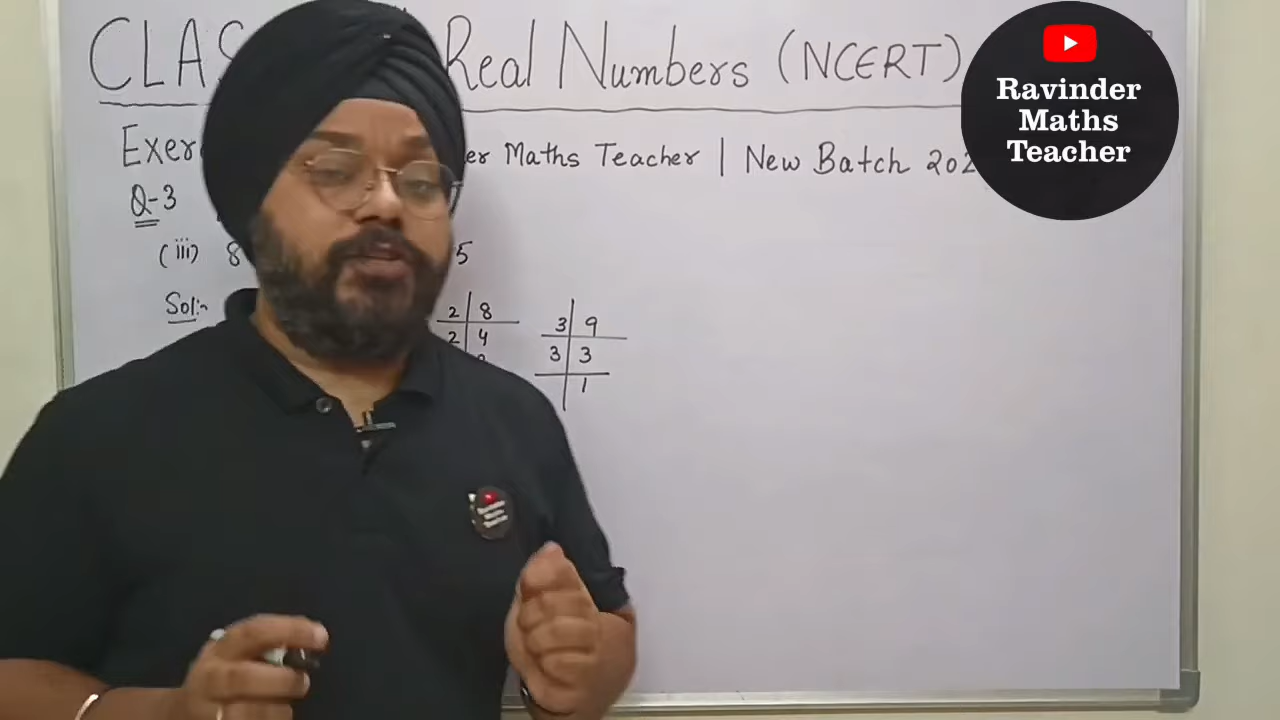 CLAS Real Numbers (NCERT)
Exer er Maths Teacher | New Batch 202
Q-3
(iii) 8 5
Sol:-
2 8
2 4
3 9
3 3
1
Ravinder
Maths
Teacher